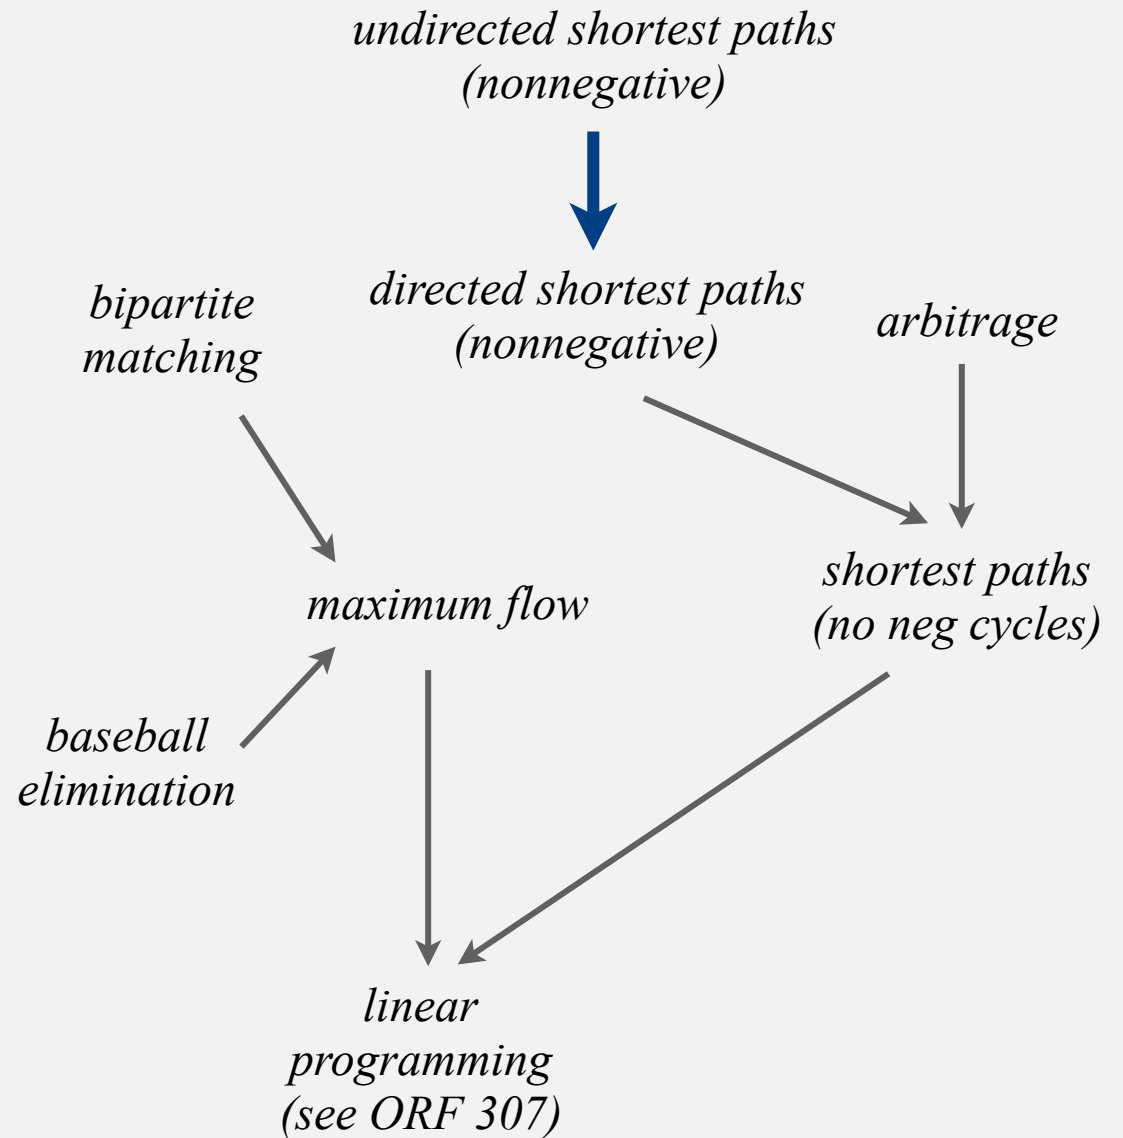 undirected shortest paths
(nonnegative)
directed shortest paths
(nonnegative)
bipartite
matching
arbitrage
shortest paths
(no neg cycles)
maximum flow
baseball
elimination
linear
programming
(see ORF 307)